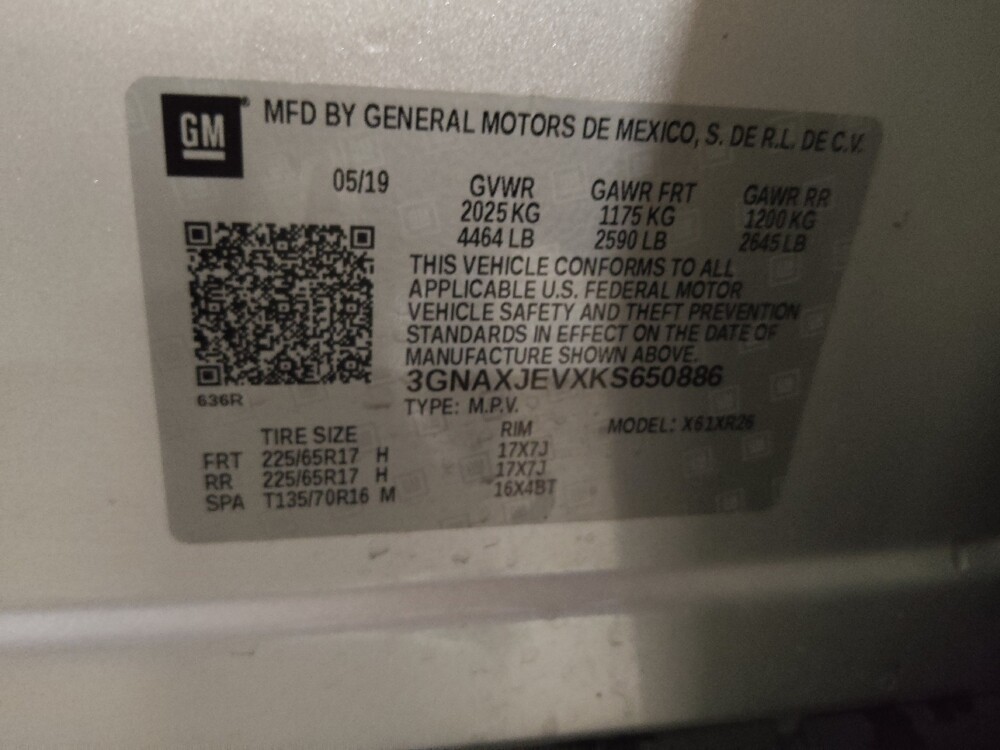 GM® MFD BY GENERAL MOTORS DE MEXICO, S. DE R.L. DE C.V.
05/19 GVWR GAWR FRT GAWR RR
2025 KG 1175 KG 1200 KG
4464 LB 2590 LB 2645 LB
THIS VEHICLE CONFORMS TO ALL
APPLICABLE U.S. FEDERAL MOTOR
VEHICLE SAFETY AND THEFT PREVENTION
STANDARDS IN EFFECT ON THE DATE OF
MANUFACTURE SHOWN ABOVE.
3GNAXJEVXKS650886
636R TYPE: M.P.V. MODEL: X61XR26
TIRE SIZE RIM
FRT 225/65R17 H 17X7J
RR 225/65R17 H 17X7J
SPA T135/70R16 M 16X4BT